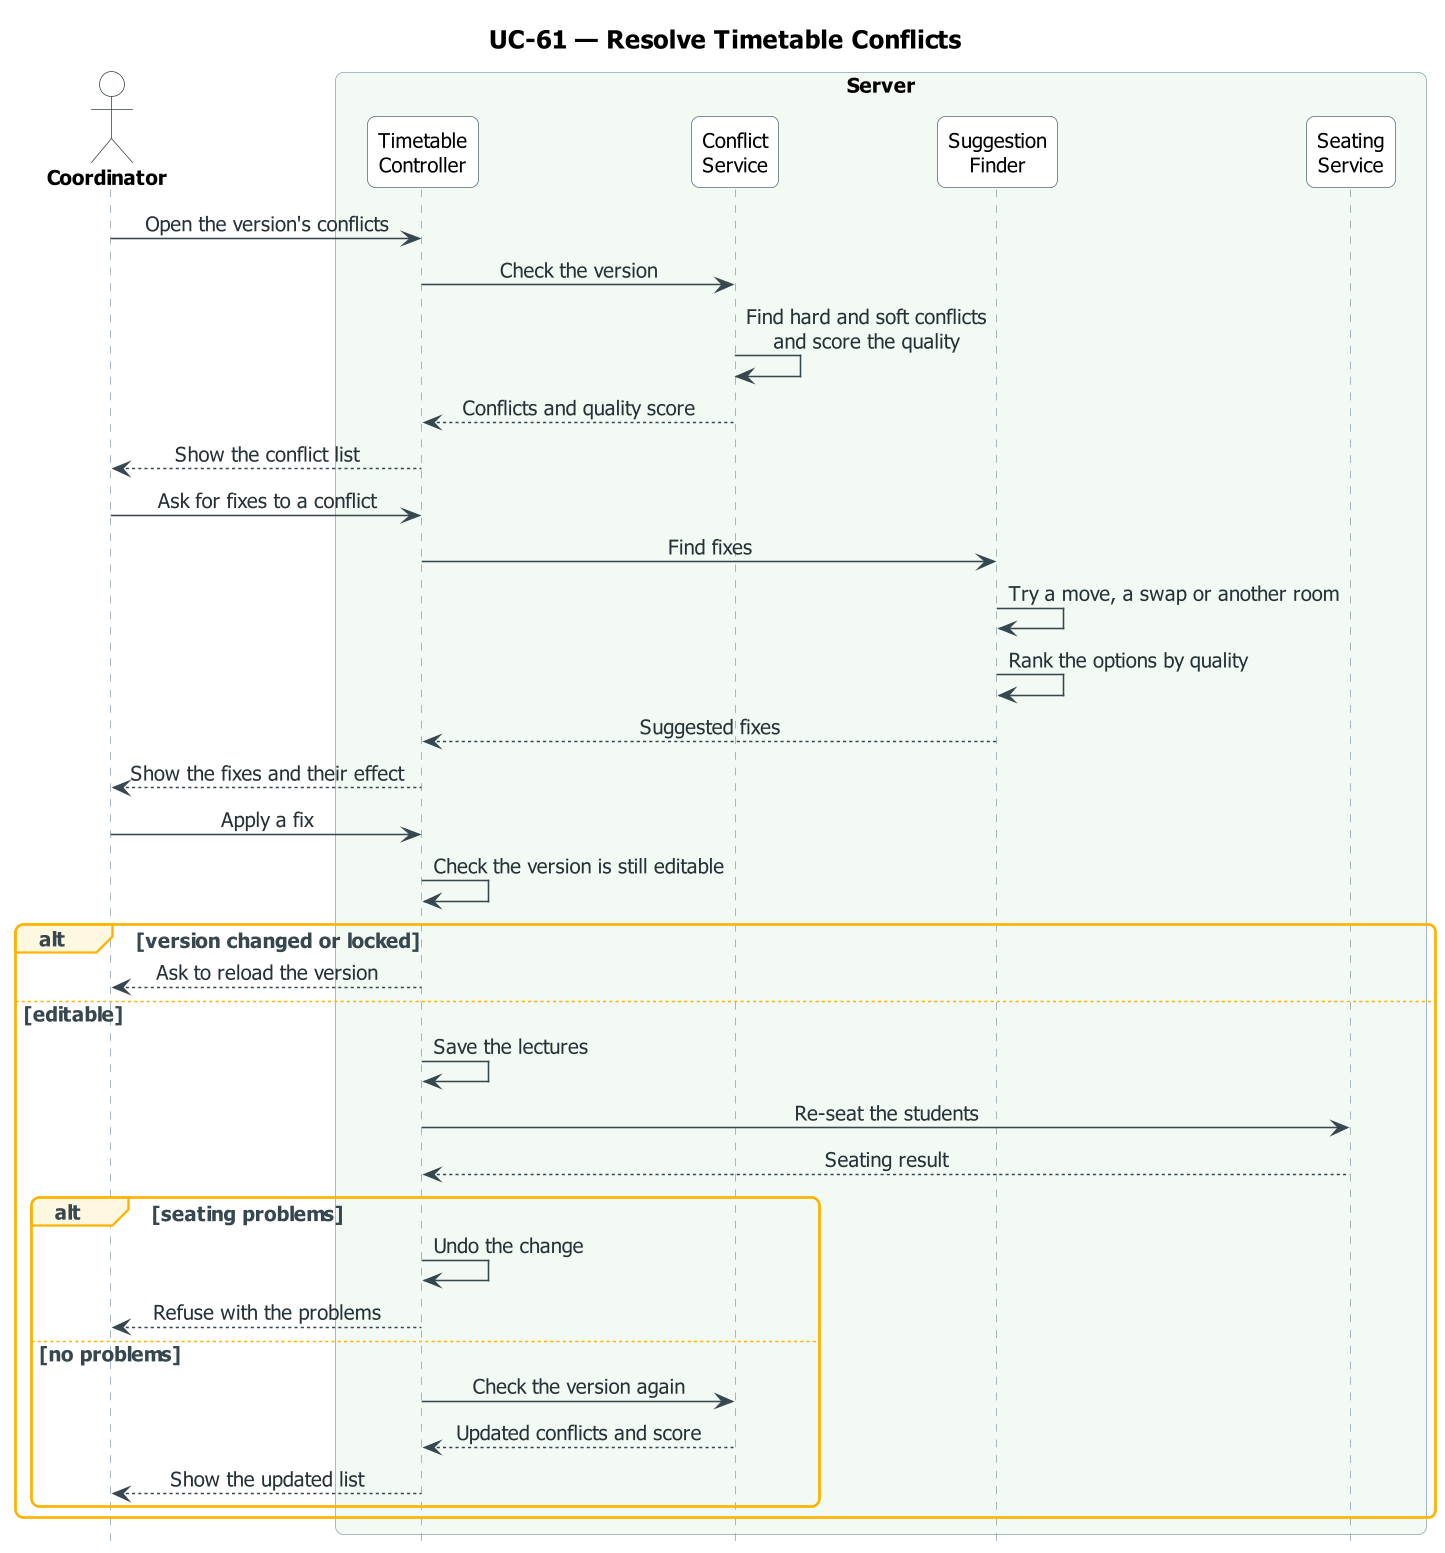 UC-61 — Resolve Timetable Conflicts
Server
Coordinator
Timetable
Controller
Conflict
Service
Suggestion
Finder
Seating
Service
Open the version's conflicts
Check the version
Find hard and soft conflicts
and score the quality
Conflicts and quality score
Show the conflict list
Ask for fixes to a conflict
Find fixes
Try a move, a swap or another room
Rank the options by quality
Suggested fixes
Show the fixes and their effect
Apply a fix
Check the version is still editable
alt [version changed or locked]
Ask to reload the version
[editable]
Save the lectures
Re-seat the students
Seating result
alt [seating problems]
Undo the change
Refuse with the problems
[no problems]
Check the version again
Updated conflicts and score
Show the updated list